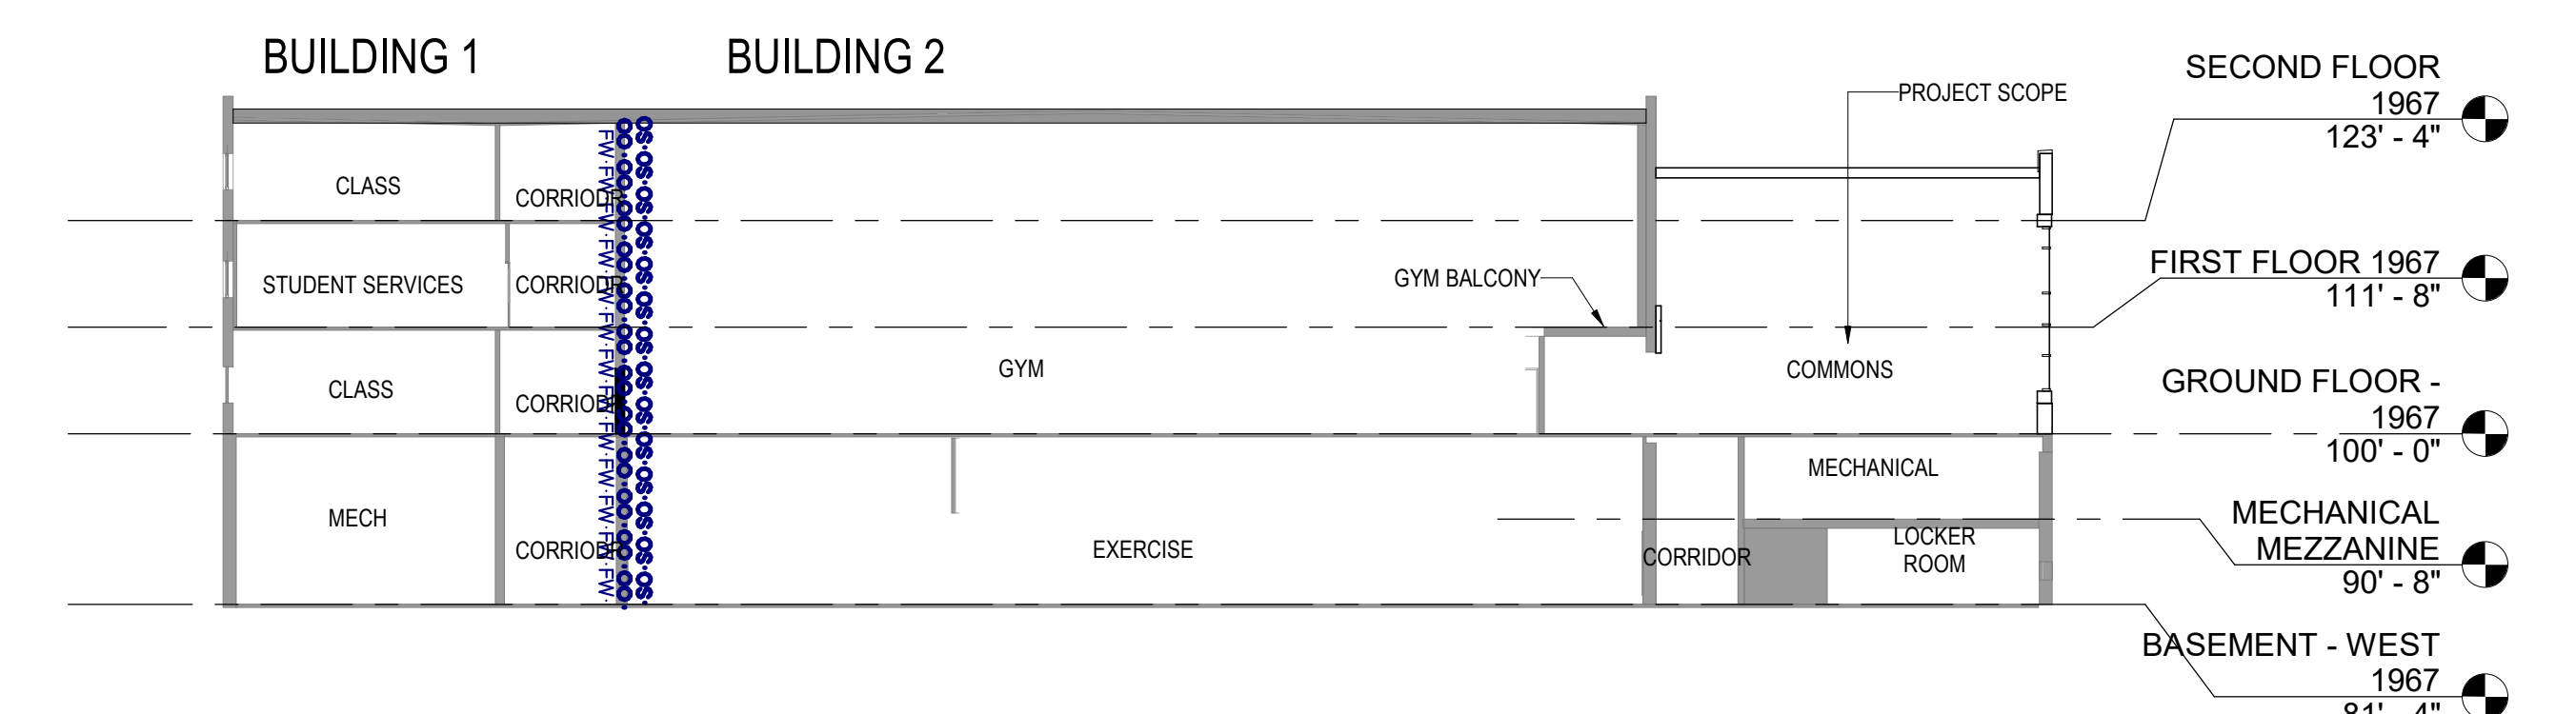 BUILDING 1
BUILDING 2
SECOND FLOOR
1967
123' - 4"
PROJECT SCOPE
CLASS
CORRIODR
STUDENT SERVICES
CORRIODR
GYM BALCONY
FIRST FLOOR 1967
111' - 8"
CLASS
CORRIODR
GYM
COMMONS
GROUND FLOOR -
1967
100' - 0"
MECHANICAL
MECH
CORRIODR
EXERCISE
CORRIDOR
LOCKER
ROOM
MECHANICAL
MEZZANINE
90' - 8"
BASEMENT - WEST
1967
81' - 4"